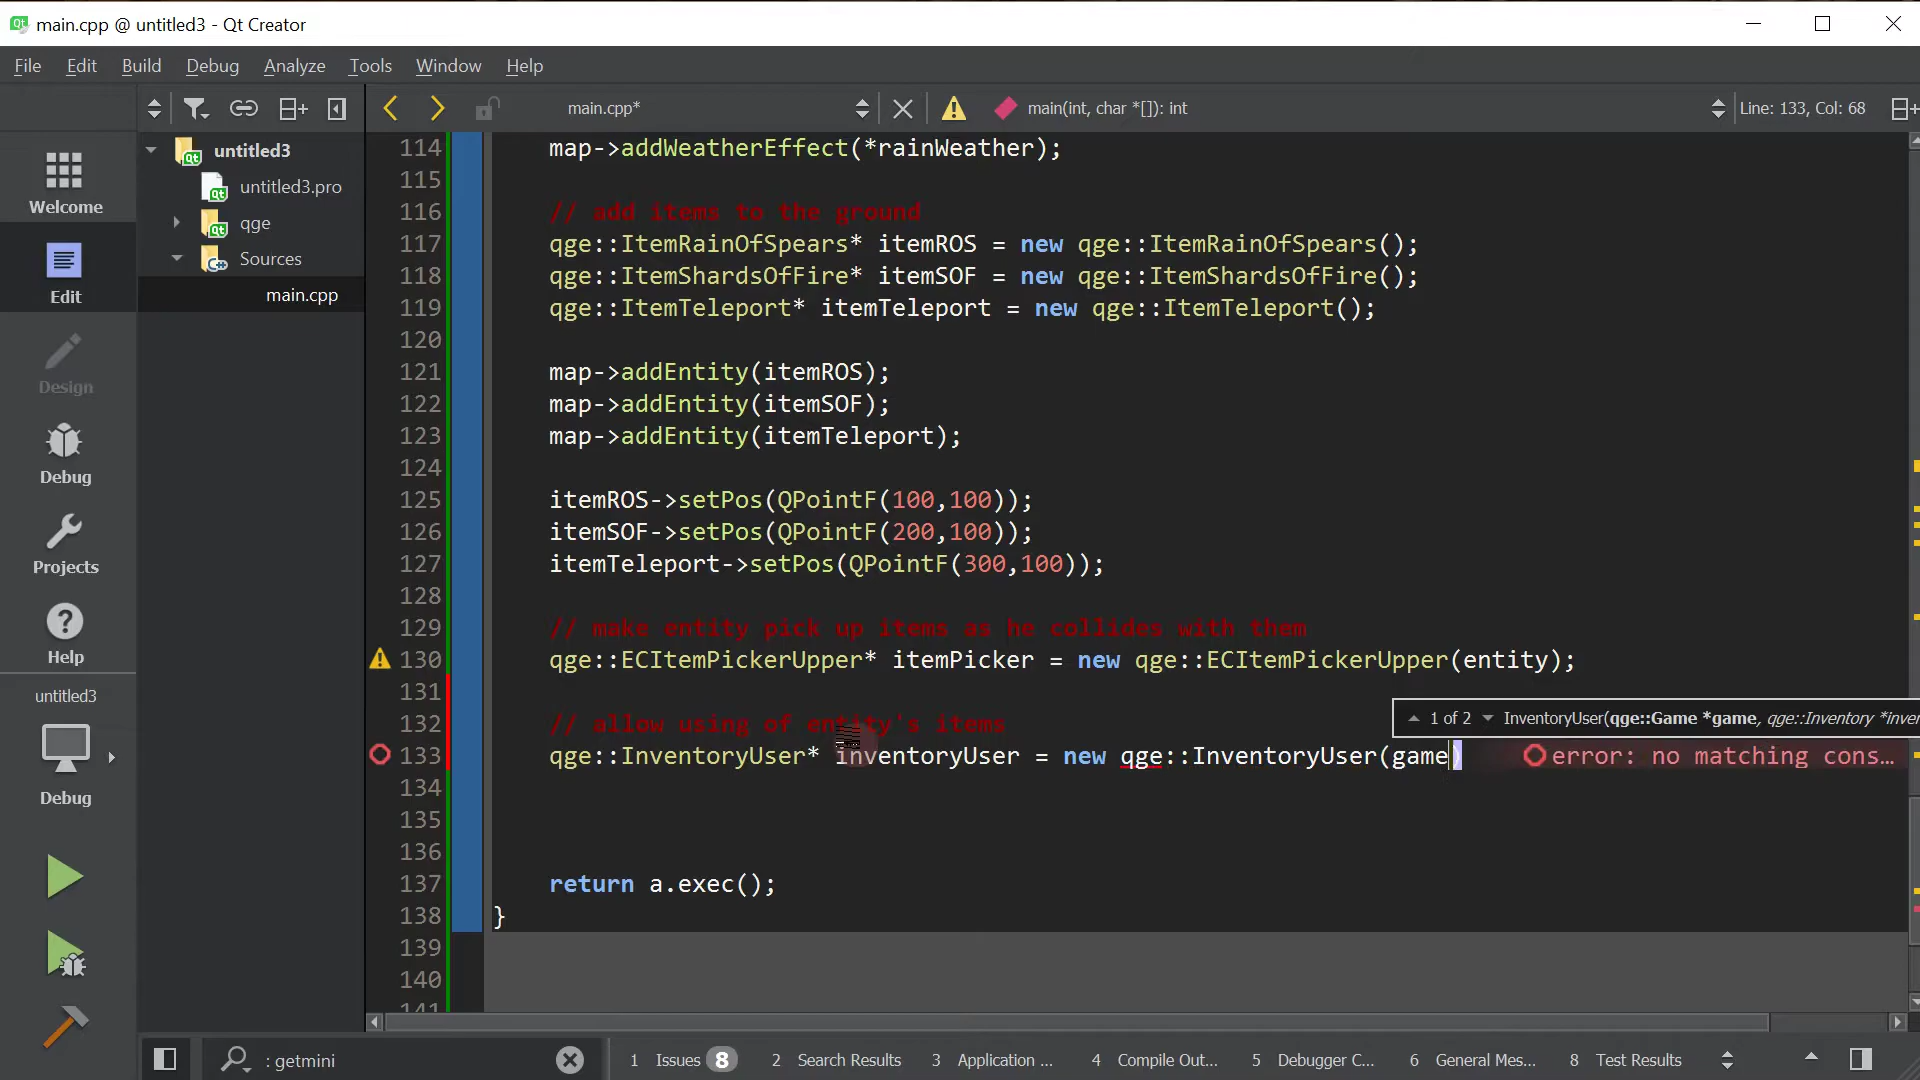 main.cpp @ untitled3 - Qt Creator
File Edit Build Debug Analyze Tools Window Help
main.cpp* main(int, char *[]): int Line: 133, Col: 68
Welcome
Edit
Design
Debug
Projects
Help
untitled3
Debug
untitled3
untitled3.pro
qge
Sources
main.cpp
114 map->addWeatherEffect(*rainWeather);
115
116 // add items to the ground
117 qge::ItemRainOfSpears* itemROS = new qge::ItemRainOfSpears();
118 qge::ItemShardsOfFire* itemSOF = new qge::ItemShardsOfFire();
119 qge::ItemTeleport* itemTeleport = new qge::ItemTeleport();
120
121 map->addEntity(itemROS);
122 map->addEntity(itemSOF);
123 map->addEntity(itemTeleport);
124
125 itemROS->setPos(QPointF(100,100));
126 itemSOF->setPos(QPointF(200,100));
127 itemTeleport->setPos(QPointF(300,100));
128
129 // make entity pick up items as he collides with them
130 qge::ECItemPickerUpper* itemPicker = new qge::ECItemPickerUpper(entity);
131
1 of 2 InventoryUser(qge::Game *game, qge::Inventory *inver
132 // allow using of entity's items
133 qge::InventoryUser* inventoryUser = new qge::InventoryUser(game) error: no matching cons…
134
135
136
137 return a.exec();
138 }
139
140
141
: getmini 1 Issues 8 2 Search Results 3 Application ... 4 Compile Out... 5 Debugger C... 6 General Mes... 8 Test Results